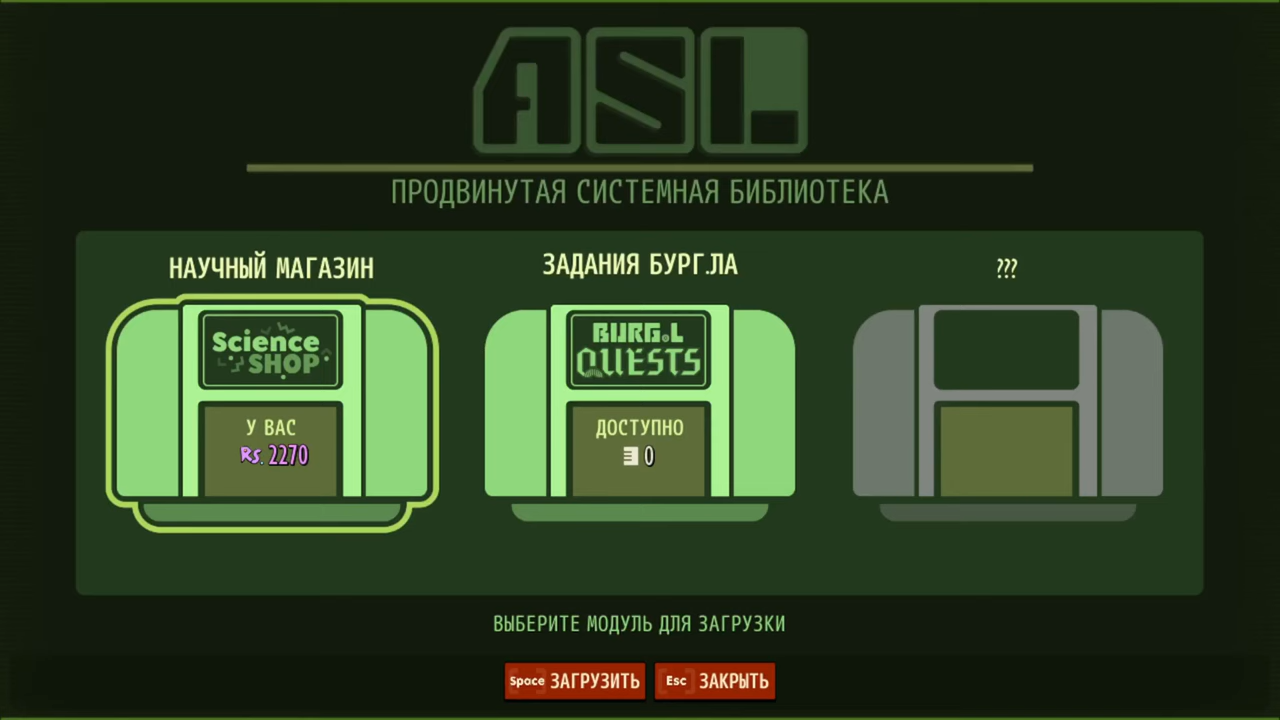 ASL
ПРОДВИНУТАЯ СИСТЕМНАЯ БИБЛИОТЕКА
НАУЧНЫЙ МАГАЗИН
ЗАДАНИЯ БУРГ.ЛА
???
Science
SHOP
BURG.L
QUESTS
У ВАС
Rs. 2270
ДОСТУПНО
0
ВЫБЕРИТЕ МОДУЛЬ ДЛЯ ЗАГРУЗКИ
Space ЗАГРУЗИТЬ
Esc ЗАКРЫТЬ